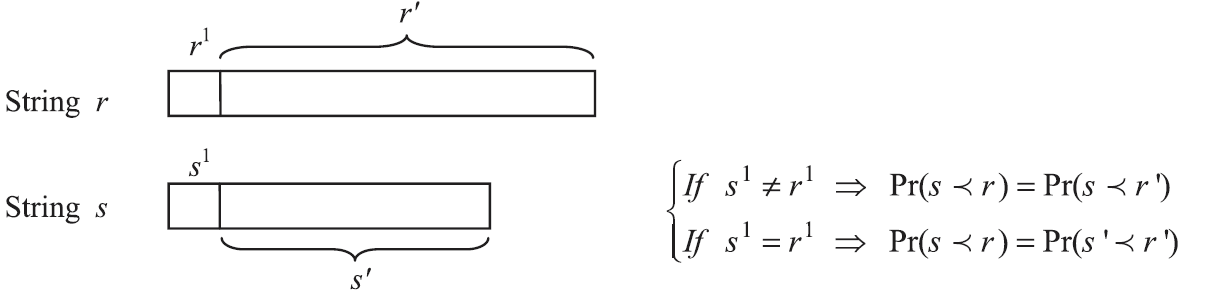 r′
r¹
String r
s¹
String s
s′
If s¹ ≠ r¹ ⇒ Pr(s ≺ r) = Pr(s ≺ r ')
If s¹ = r¹ ⇒ Pr(s ≺ r) = Pr(s ' ≺ r ')